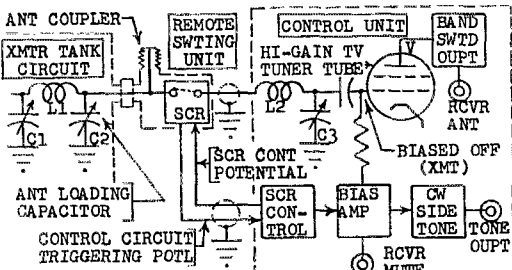 ANT COUPLER
REMOTE
SWTING
UNIT
CONTROL UNIT
BAND
SWTD
OUPT
XMTR TANK
CIRCUIT
HI-GAIN TV
TUNER TUBE
V
L1
L2
SCR
C1
C2
C3
RCVR
ANT
BIASED OFF
(XMT)
SCR CONT
POTENTIAL
ANT LOADING
CAPACITOR
SCR
CON-
TROL
BIAS
AMP
CW
SIDE
TONE
TONE
OUPT
CONTROL CIRCUIT
TRIGGERING POTL
RCVR
MUTE